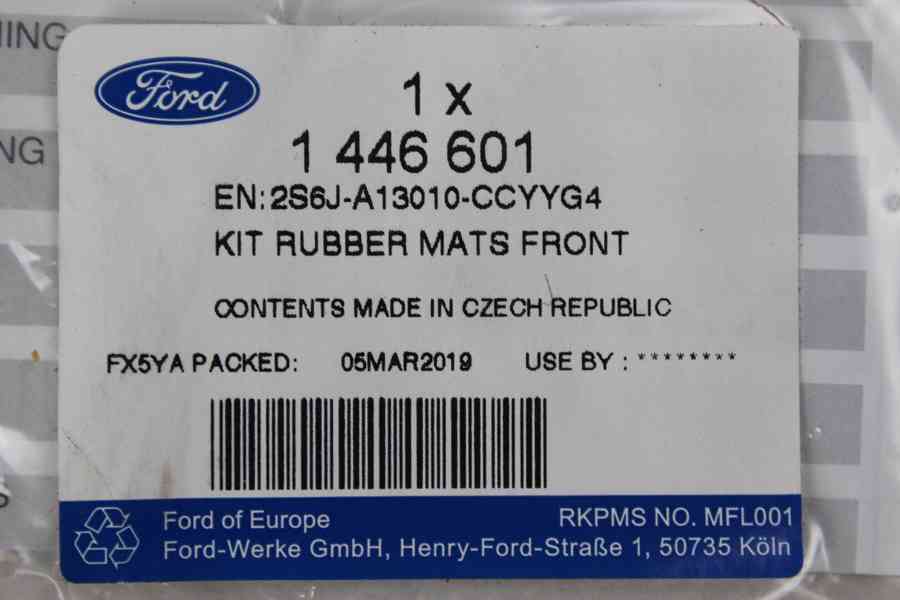 NING
Ford
1 x
NG
1 446 601
EN: 2S6J-A13010-CCYYG4
KIT RUBBER MATS FRONT
CONTENTS MADE IN CZECH REPUBLIC
FX5YA PACKED: 05MAR2019 USE BY : ********
Ford of Europe RKPMS NO. MFL001
Ford-Werke GmbH, Henry-Ford-Straße 1, 50735 Köln